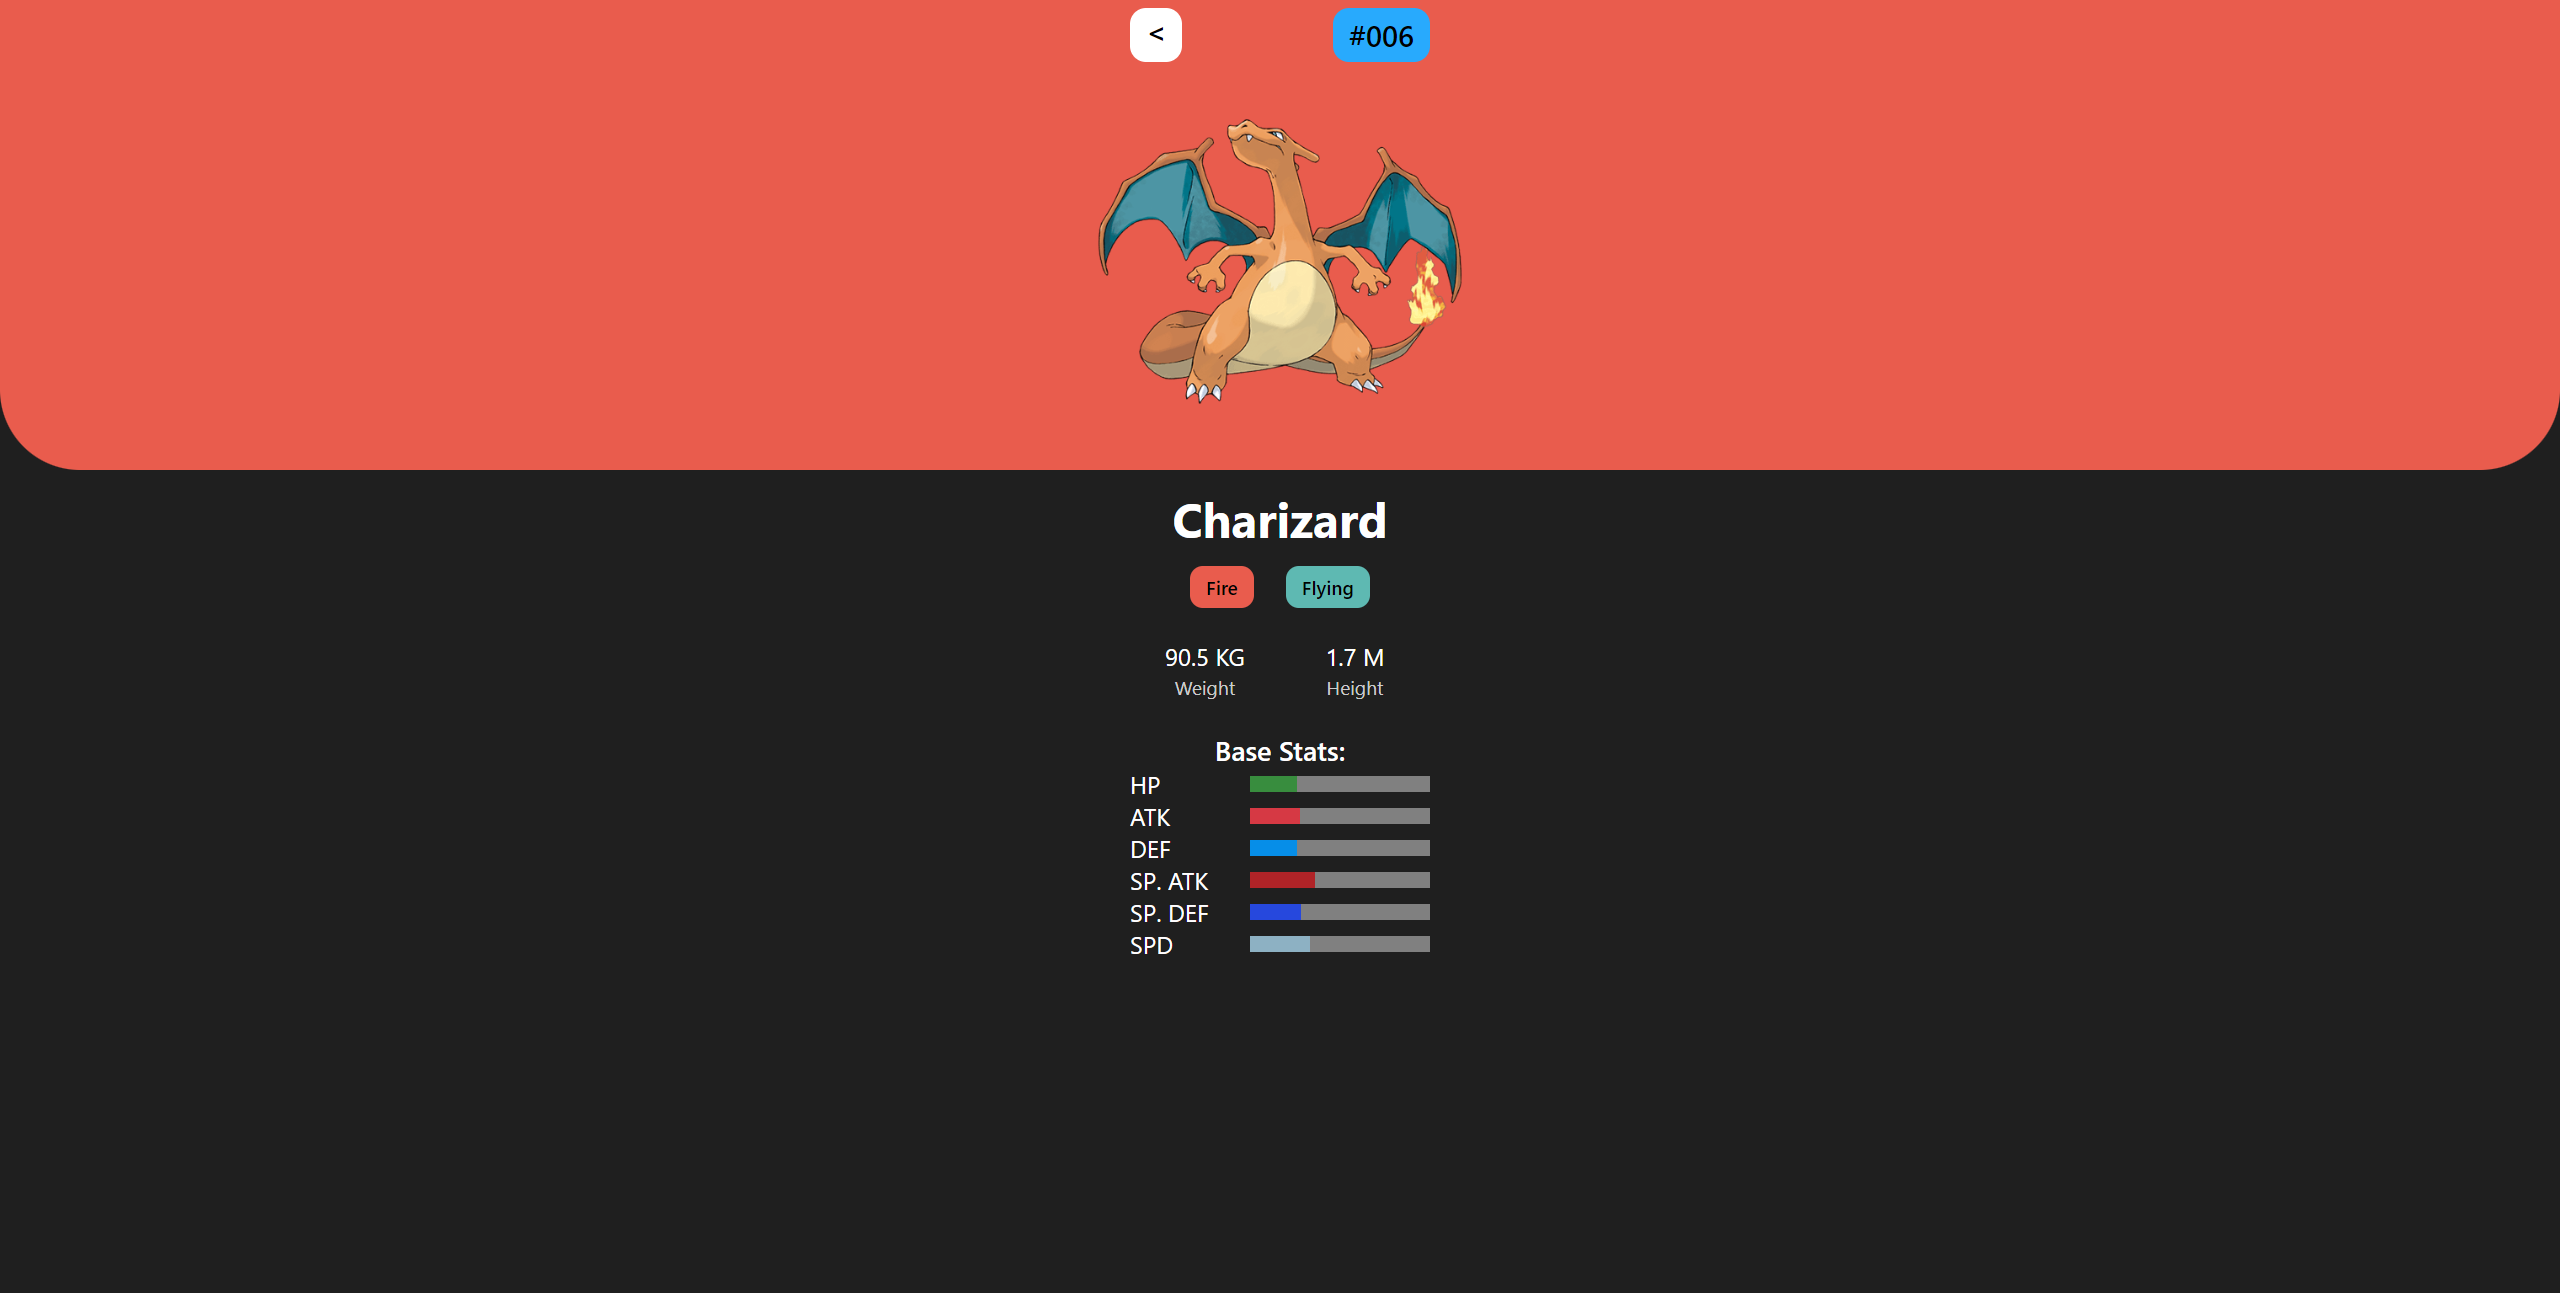 < #006
Charizard
Fire Flying
90.5 KG 1.7 M
Weight Height
Base Stats:
HP
ATK
DEF
SP. ATK
SP. DEF
SPD